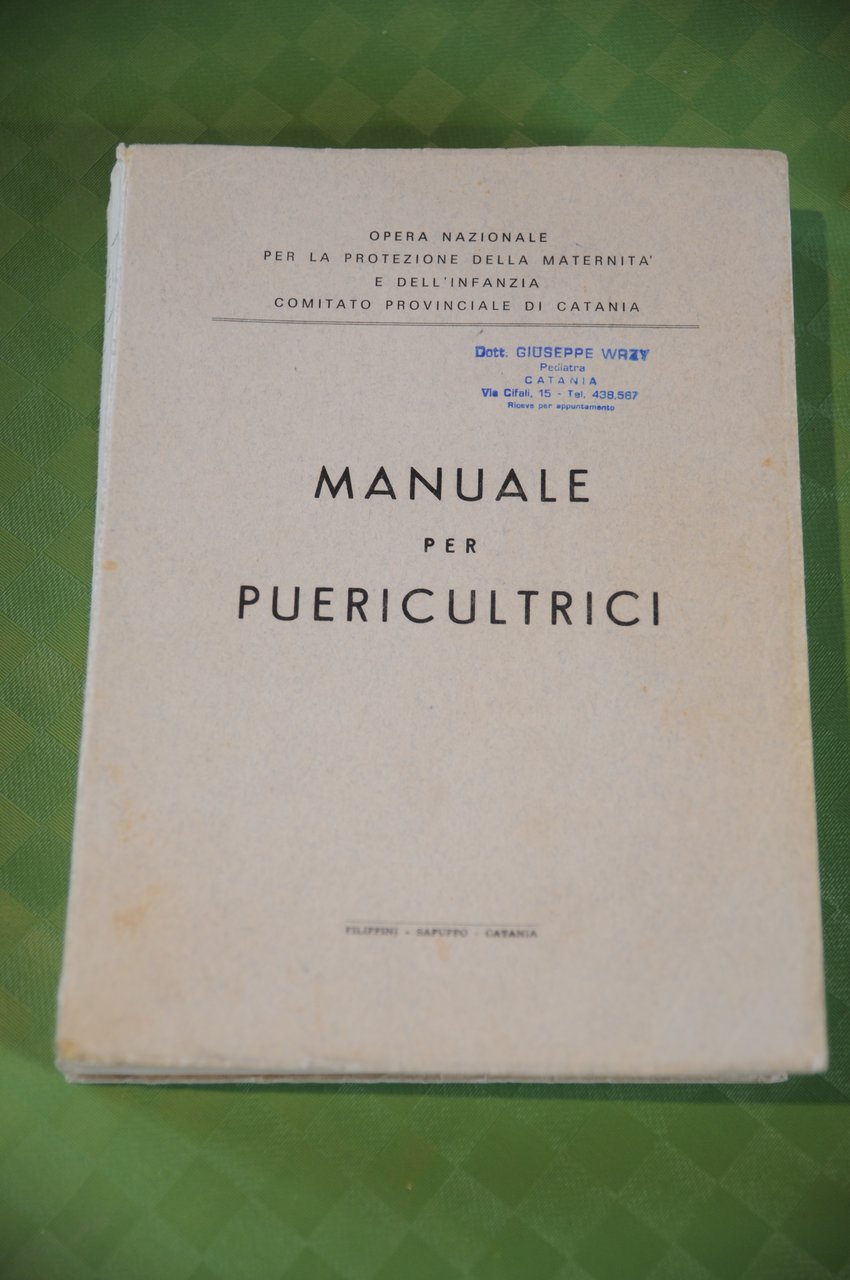 OPERA NAZIONALE
PER LA PROTEZIONE DELLA MATERNITA'
E DELL'INFANZIA
COMITATO PROVINCIALE DI CATANIA
Dott. GIUSEPPE WRZY
Pediatra
CATANIA
Via Cifali, 15 - Tel. 438.567
Riceve per appuntamento
MANUALE
PER
PUERICULTRICI
FILIPPINI - SAPUPPO - CATANIA